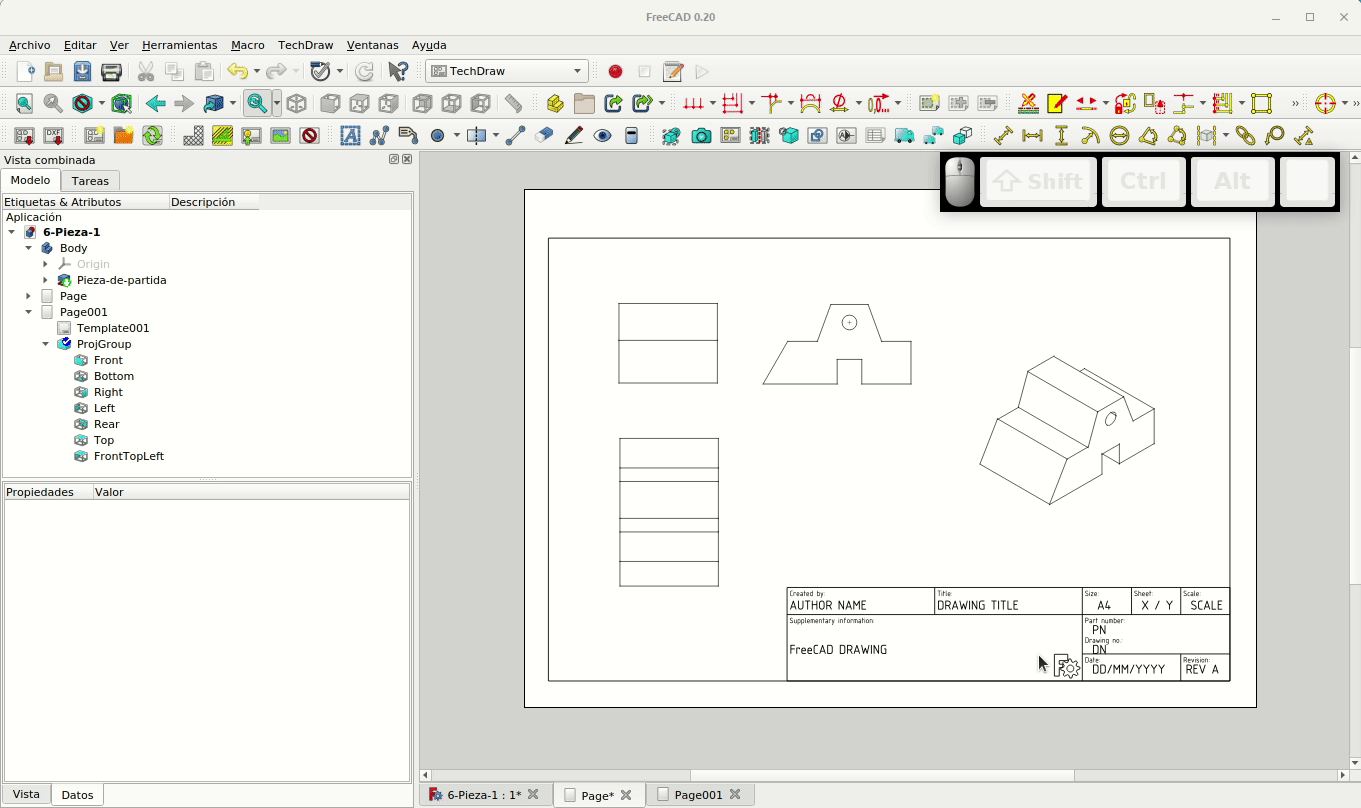 FreeCAD 0.20
Archivo Editar Ver Herramientas Macro TechDraw Ventanas Ayuda
TechDraw
»
»
DXF
A
Vista combinada
Modelo Tareas
Shift Ctrl Alt
Etiquetas & Atributos Descripción
Aplicación
6-Pieza-1
Body
Origin
Pieza-de-partida
Page
Page001
Template001
ProjGroup
Front
Bottom
Right
Left
Rear
Top
FrontTopLeft
Propiedades Valor
Created by: Title: Size: Sheet: Scale:
AUTHOR NAME DRAWING TITLE A4 X / Y SCALE
Supplementary information: Part number:
PN
Drawing no.:
FreeCAD DRAWING DN
Date: Revision:
DD/MM/YYYY REV A
Vista Datos
6-Pieza-1 : 1* Page* Page001